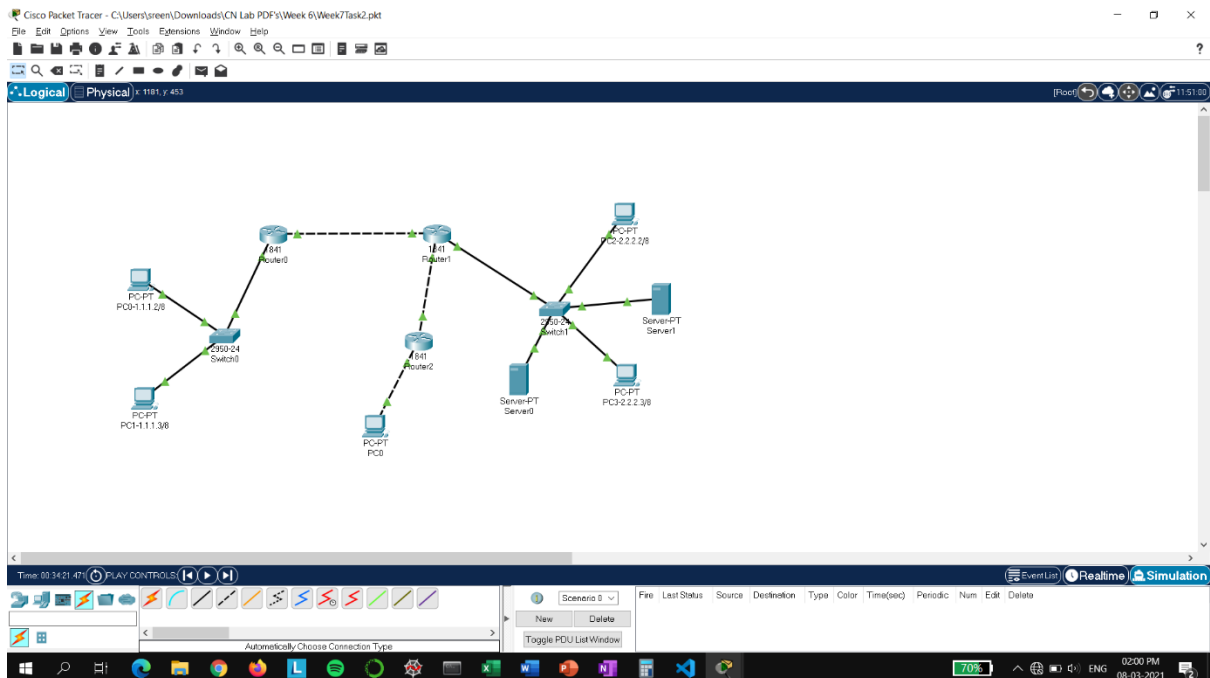 Cisco Packet Tracer - C:\Users\sreen\Downloads\CN Lab PDF's\Week 6\Week7Task2.pkt
File Edit Options View Tools Extensions Window Help
?
Logical Physical x: 1181, y: 453 [Root] 11:51:00
PC-PT
PC2-2.2.2.2/8
1841
Router0
1841
Router1
PC-PT
PC0-1.1.1.2/8
Server-PT
Server1
2950-24
Switch1
2950-24
Switch0
1841
Router2
PC-PT
PC3-2.2.2.3/8
Server-PT
Server0
PC-PT
PC1-1.1.1.3/8
PC-PT
PC0
Time: 00:34:21.471 PLAY CONTROLS: Event List Realtime Simulation
Scenario 0 Fire Last Status Source Destination Type Color Time(sec) Periodic Num Edit Delete
New Delete
Toggle PDU List Window
Automatically Choose Connection Type
70% ENG 02:00 PM
08-03-2021 2